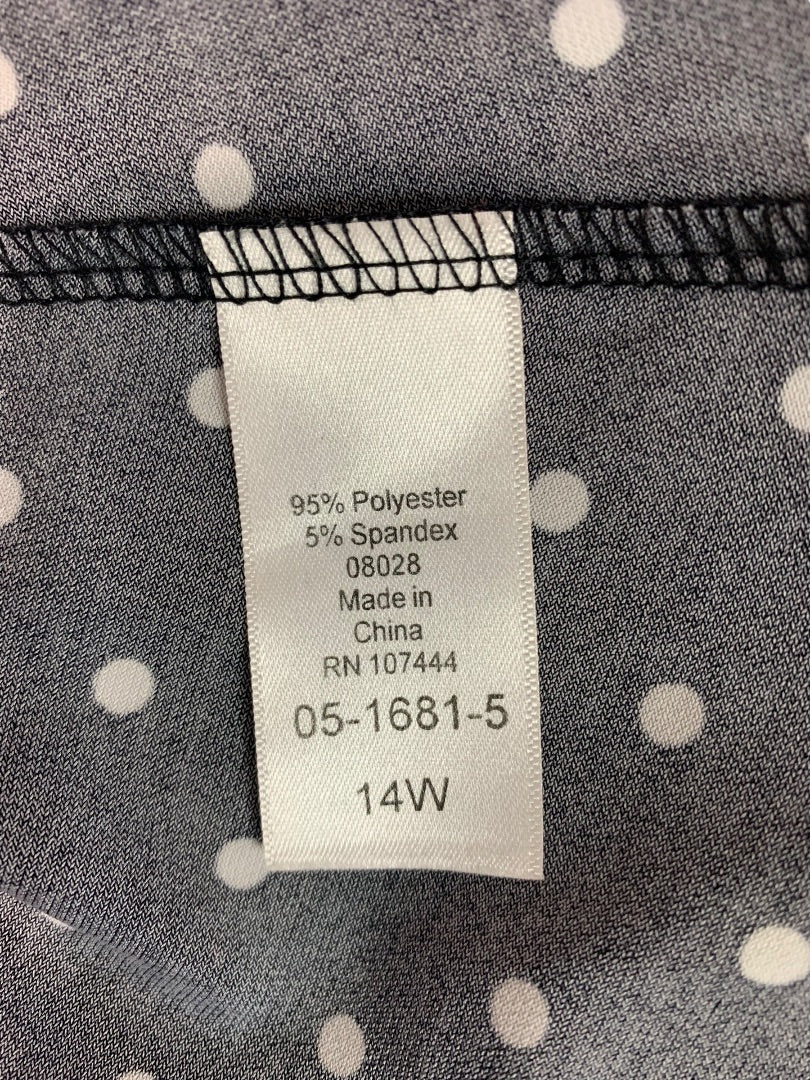 95% Polyester
5% Spandex
08028
Made in
China
RN 107444
05-1681-5
14W